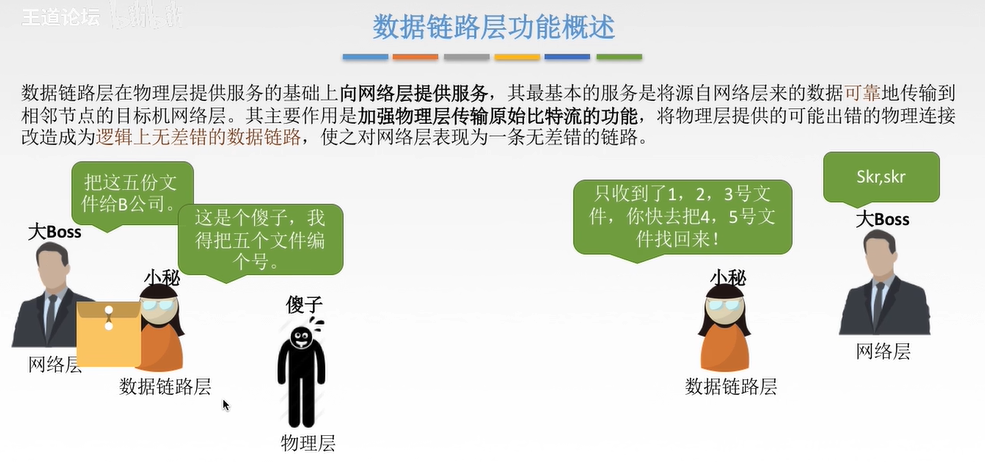 王道论坛
数据链路层功能概述
数据链路层在物理层提供服务的基础上向网络层提供服务，其最基本的服务是将源自网络层来的数据可靠地传输到
相邻节点的目标机网络层。其主要作用是加强物理层传输原始比特流的功能，将物理层提供的可能出错的物理连接
改造成为逻辑上无差错的数据链路，使之对网络层表现为一条无差错的链路。
把这五份文
件给B公司。
大Boss
这是个傻子，我
得把五个文件编
个号。
小秘
傻子
网络层
数据链路层
物理层
只收到了1，2，3号文
件，你快去把4，5号文
件找回来！
Skr,skr
大Boss
小秘
网络层
数据链路层